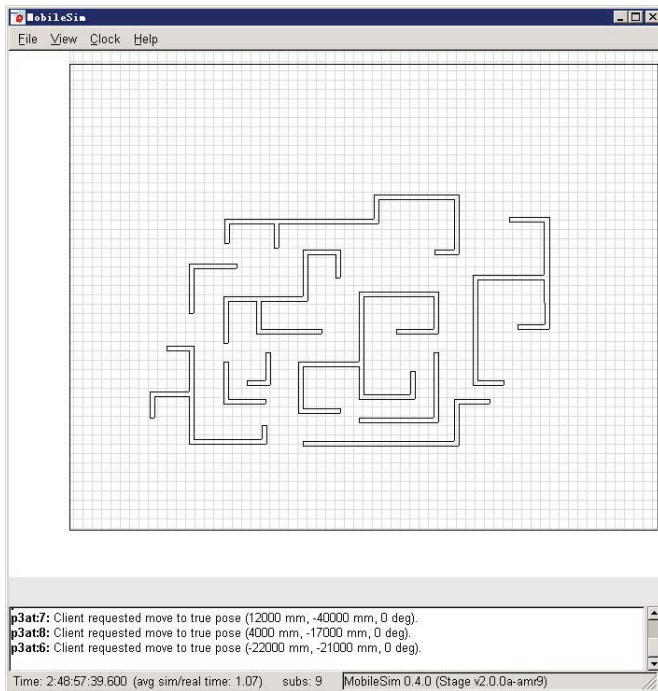 MobileSim
File View Clock Help
p3at:7: Client requested move to true pose (12000 mm, -40000 mm, 0 deg).
p3at:8: Client requested move to true pose (4000 mm, -17000 mm, 0 deg).
p3at:6: Client requested move to true pose (-22000 mm, -21000 mm, 0 deg).
Time: 2:48:57:39.600 (avg sim/real time: 1.07) subs: 9 MobileSim 0.4.0 (Stage v2.0.0a-amr9)